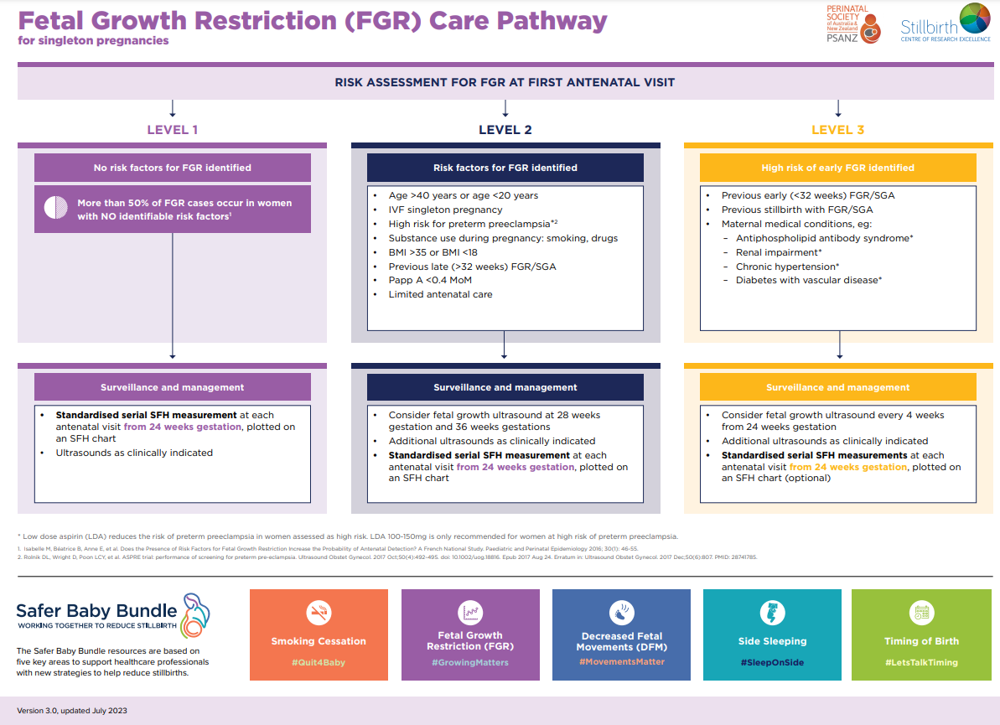 Fetal Growth Restriction (FGR) Care Pathway
for singleton pregnancies
PERINATAL
SOCIETY
of Australia &
New Zealand
PSANZ
Stillbirth
CENTRE OF RESEARCH EXCELLENCE
RISK ASSESSMENT FOR FGR AT FIRST ANTENATAL VISIT
LEVEL 1
No risk factors for FGR identified
More than 50% of FGR cases occur in women
with NO identifiable risk factors¹
Surveillance and management
• Standardised serial SFH measurement at each
antenatal visit from 24 weeks gestation, plotted on
an SFH chart
• Ultrasounds as clinically indicated
LEVEL 2
Risk factors for FGR identified
• Age >40 years or age <20 years
• IVF singleton pregnancy
• High risk for preterm preeclampsia*²
• Substance use during pregnancy: smoking, drugs
• BMI >35 or BMI <18
• Previous late (>32 weeks) FGR/SGA
• Papp A <0.4 MoM
• Limited antenatal care
Surveillance and management
• Consider fetal growth ultrasound at 28 weeks
gestation and 36 weeks gestations
• Additional ultrasounds as clinically indicated
• Standardised serial SFH measurement at each
antenatal visit from 24 weeks gestation, plotted on
an SFH chart
LEVEL 3
High risk of early FGR identified
• Previous early (<32 weeks) FGR/SGA
• Previous stillbirth with FGR/SGA
• Maternal medical conditions, eg:
– Antiphospholipid antibody syndrome*
– Renal impairment*
– Chronic hypertension*
– Diabetes with vascular disease*
Surveillance and management
• Consider fetal growth ultrasound every 4 weeks
from 24 weeks gestation
• Additional ultrasounds as clinically indicated
• Standardised serial SFH measurements at each
antenatal visit from 24 weeks gestation, plotted on
an SFH chart (optional)
* Low dose aspirin (LDA) reduces the risk of preterm preeclampsia in women assessed as high risk. LDA 100-150mg is only recommended for women at high risk of preterm preeclampsia.
1. Isabelle M, Béatrice B, Anne E, et al. Does the Presence of Risk Factors for Fetal Growth Restriction Increase the Probability of Antenatal Detection? A French National Study. Paediatric and Perinatal Epidemiology 2016; 30(1): 46-55.
2. Rolnik DL, Wright D, Poon LCY, et al. ASPRE trial: performance of screening for preterm pre-eclampsia. Ultrasound Obstet Gynecol. 2017 Oct;50(4):492-495. doi: 10.1002/uog.18816. Epub 2017 Aug 24. Erratum in: Ultrasound Obstet Gynecol. 2017 Dec;50(6):807. PMID: 28741785.
Safer Baby Bundle
WORKING TOGETHER TO REDUCE STILLBIRTH
The Safer Baby Bundle resources are based on
five key areas to support healthcare professionals
with new strategies to help reduce stillbirths.
Smoking Cessation
#Quit4Baby
Fetal Growth
Restriction (FGR)
#GrowingMatters
Decreased Fetal
Movements (DFM)
#MovementsMatter
Side Sleeping
#SleepOnSide
Timing of Birth
#LetsTalkTiming
Version 3.0, updated July 2023